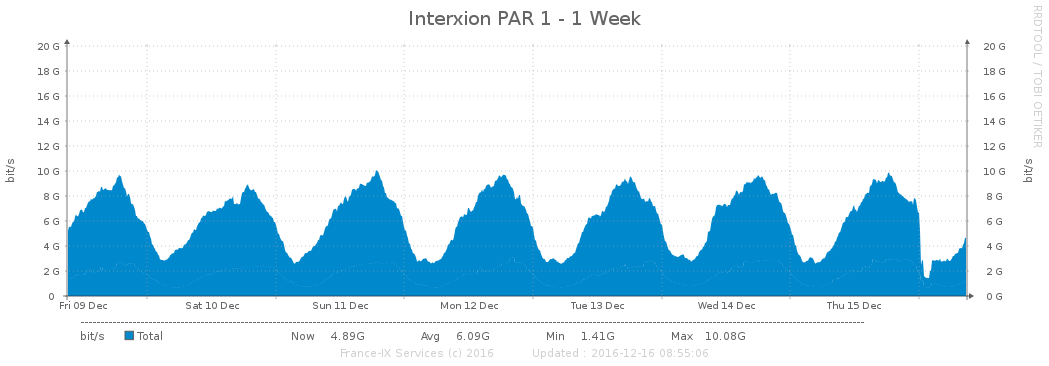 Interxion PAR 1 - 1 Week
RRDTOOL / TOBI OETIKER
bit/s
20 G 20 G
18 G 18 G
16 G 16 G
14 G 14 G
12 G 12 G
10 G 10 G
8 G 8 G
6 G 6 G
4 G 4 G
2 G 2 G
0 0 G
bit/s
Fri 09 Dec Sat 10 Dec Sun 11 Dec Mon 12 Dec Tue 13 Dec Wed 14 Dec Thu 15 Dec
bit/s Total Now 4.89G Avg 6.09G Min 1.41G Max 10.08G
France-IX Services (c) 2016 Updated : 2016-12-16 08:55:06